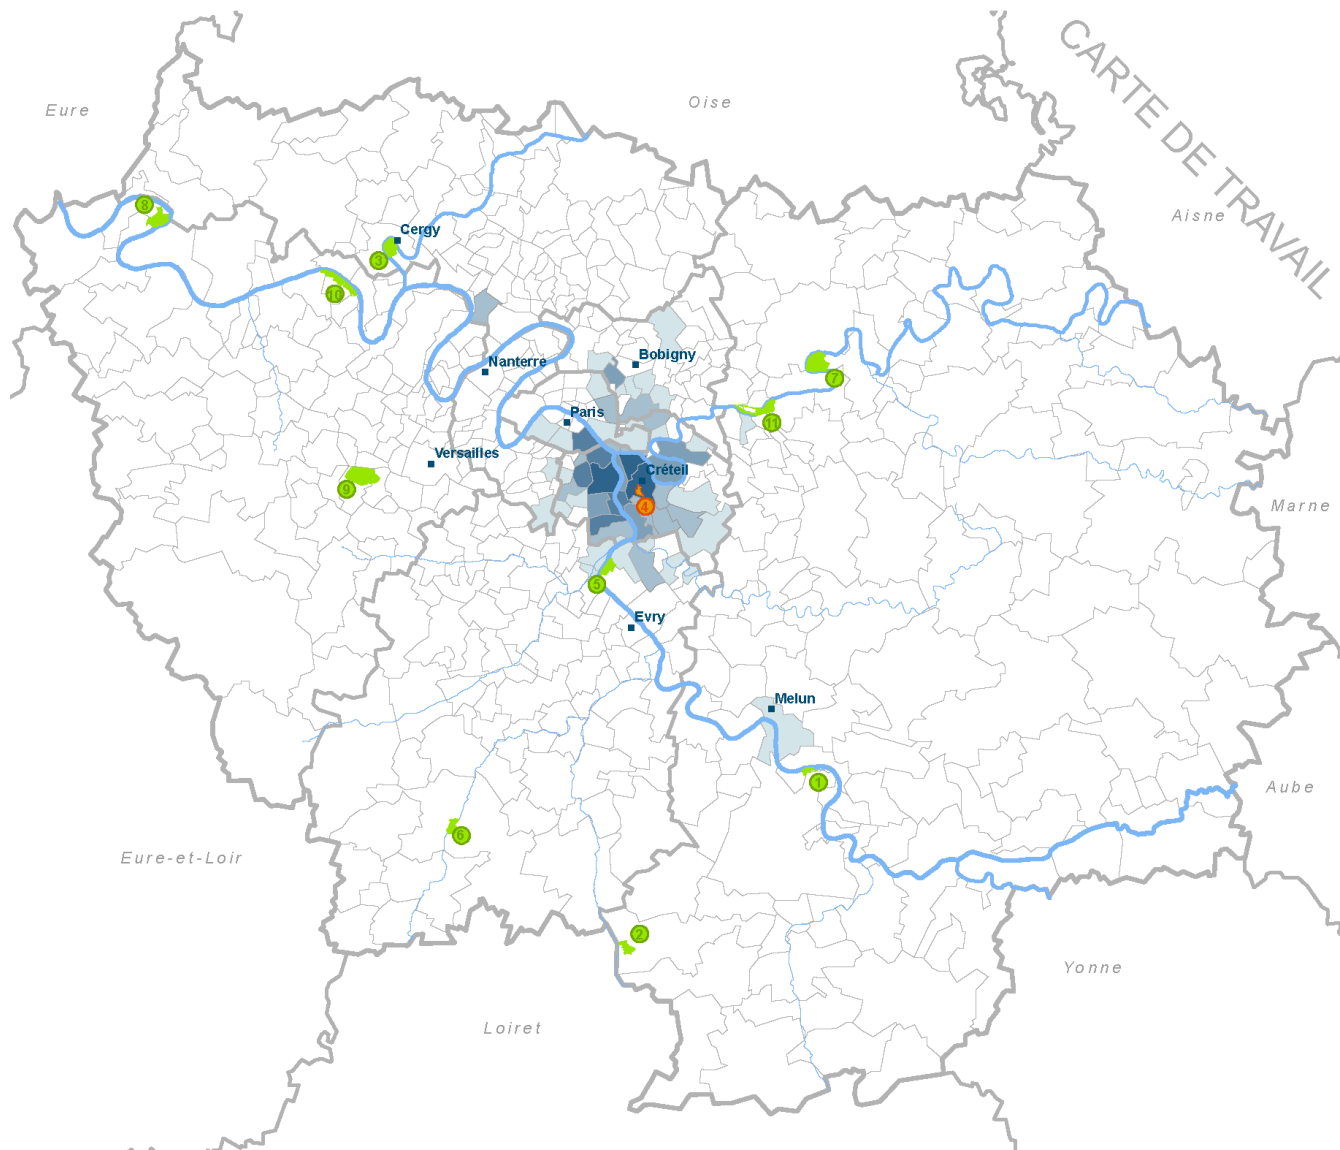 CARTE DE TRAVAIL
Oise
Eure
8
Aisne
Cergy
3
10
Bobigny
Nanterre
7
Paris
11
Versailles
Créteil
9
4
Marne
5
Evry
Melun
1
Aube
6
Eure-et-Loir
2
Yonne
Loiret